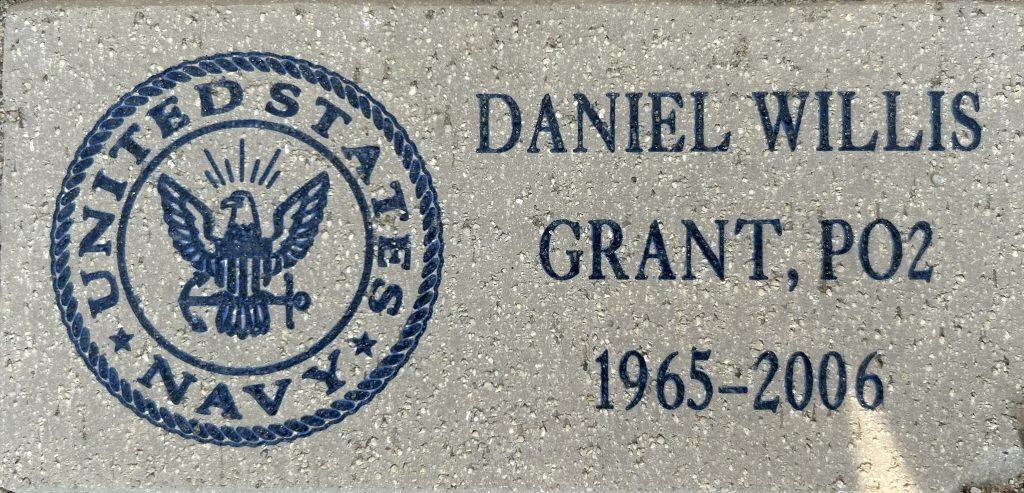 UNITED STATES
NAVY
DANIEL WILLIS
GRANT, PO2
1965-2006